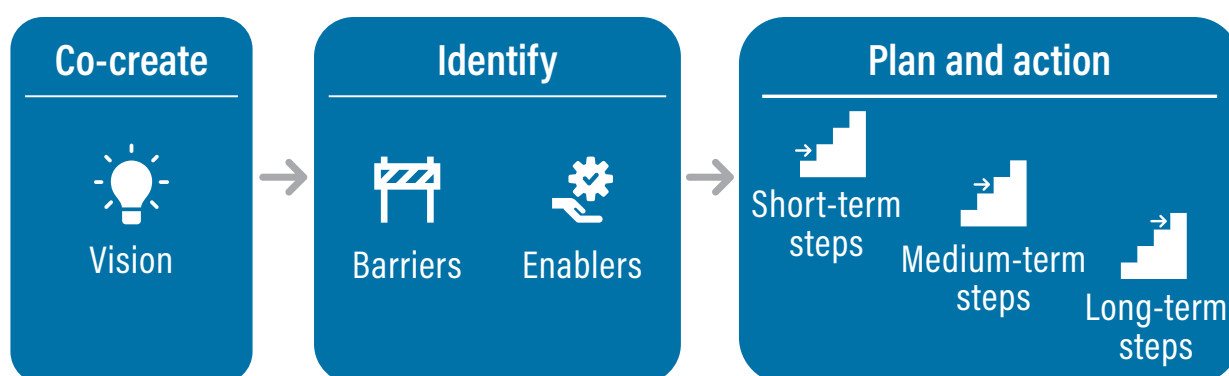 Co-create
Vision
Identify
Barriers
Enablers
Plan and action
Short-term
steps
Medium-term
steps
Long-term
steps